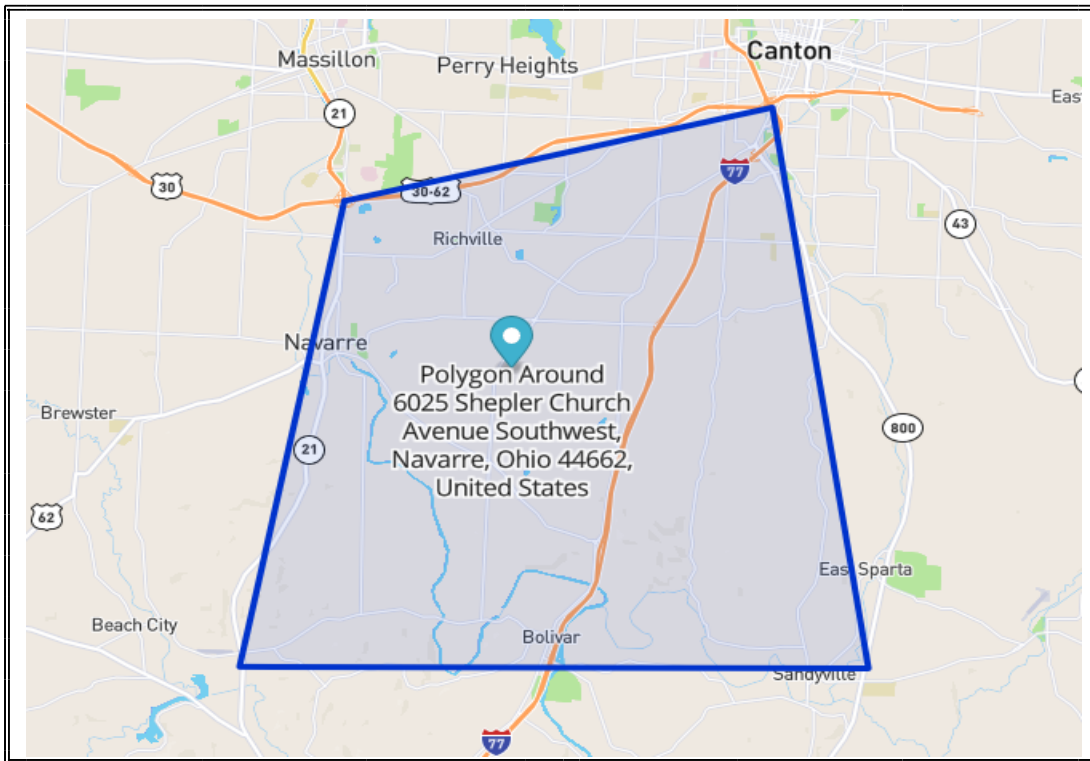 Canton
Massillon
Perry Heights
East
21
30
77
30-62
43
Richville
Navarre
Polygon Around
6025 Shepler Church
Avenue Southwest,
Navarre, Ohio 44662,
United States
Brewster
800
21
62
East Sparta
Beach City
Bolivar
Sandyville
77